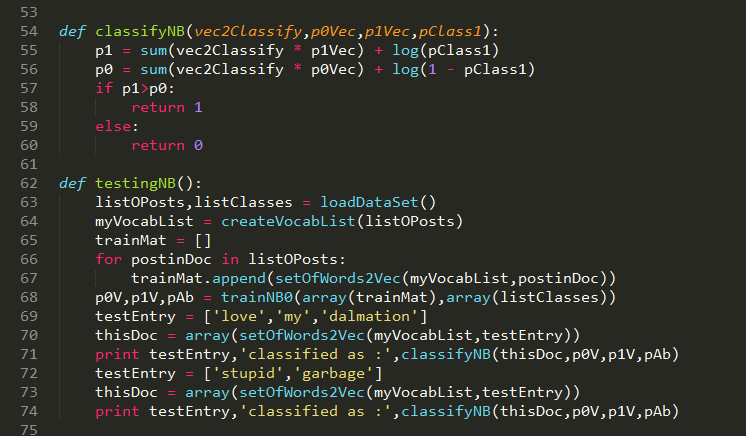 53
54 def classifyNB(vec2Classify,p0Vec,p1Vec,pClass1):
55     p1 = sum(vec2Classify * p1Vec) + log(pClass1)
56     p0 = sum(vec2Classify * p0Vec) + log(1 - pClass1)
57     if p1>p0:
58         return 1
59     else:
60         return 0
61
62 def testingNB():
63     listOPosts,listClasses = loadDataSet()
64     myVocabList = createVocabList(listOPosts)
65     trainMat = []
66     for postinDoc in listOPosts:
67         trainMat.append(setOfWords2Vec(myVocabList,postinDoc))
68     p0V,p1V,pAb = trainNB0(array(trainMat),array(listClasses))
69     testEntry = ['love','my','dalmation']
70     thisDoc = array(setOfWords2Vec(myVocabList,testEntry))
71     print testEntry,'classified as :',classifyNB(thisDoc,p0V,p1V,pAb)
72     testEntry = ['stupid','garbage']
73     thisDoc = array(setOfWords2Vec(myVocabList,testEntry))
74     print testEntry,'classified as :',classifyNB(thisDoc,p0V,p1V,pAb)
75